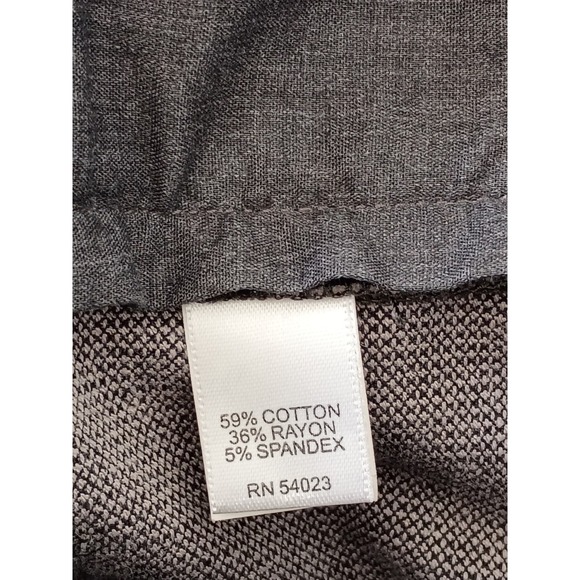 59% COTTON
36% RAYON
5% SPANDEX
RN 54023